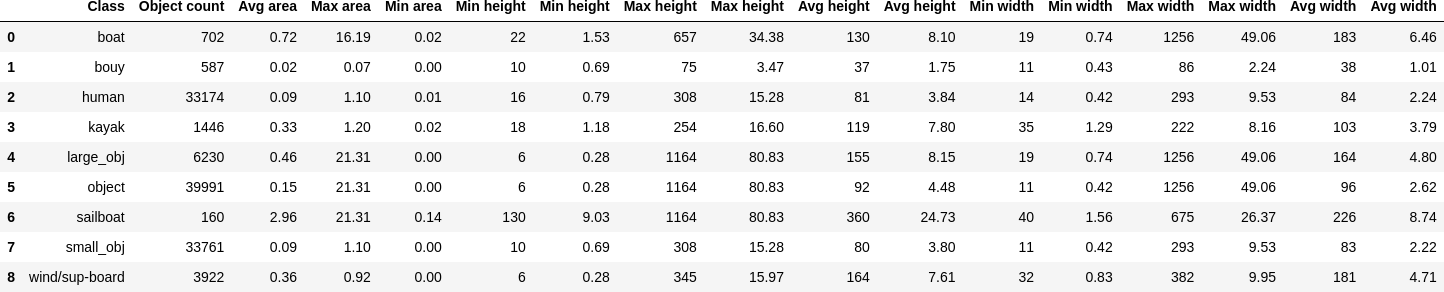 Class Object count Avg area Max area Min area Min height Min height Max height Max height Avg height Avg height Min width Min width Max width Max width Avg width Avg width
0 boat 702 0.72 16.19 0.02 22 1.53 657 34.38 130 8.10 19 0.74 1256 49.06 183 6.46
1 bouy 587 0.02 0.07 0.00 10 0.69 75 3.47 37 1.75 11 0.43 86 2.24 38 1.01
2 human 33174 0.09 1.10 0.01 16 0.79 308 15.28 81 3.84 14 0.42 293 9.53 84 2.24
3 kayak 1446 0.33 1.20 0.02 18 1.18 254 16.60 119 7.80 35 1.29 222 8.16 103 3.79
4 large_obj 6230 0.46 21.31 0.00 6 0.28 1164 80.83 155 8.15 19 0.74 1256 49.06 164 4.80
5 object 39991 0.15 21.31 0.00 6 0.28 1164 80.83 92 4.48 11 0.42 1256 49.06 96 2.62
6 sailboat 160 2.96 21.31 0.14 130 9.03 1164 80.83 360 24.73 40 1.56 675 26.37 226 8.74
7 small_obj 33761 0.09 1.10 0.00 10 0.69 308 15.28 80 3.80 11 0.42 293 9.53 83 2.22
8 wind/sup-board 3922 0.36 0.92 0.00 6 0.28 345 15.97 164 7.61 32 0.83 382 9.95 181 4.71